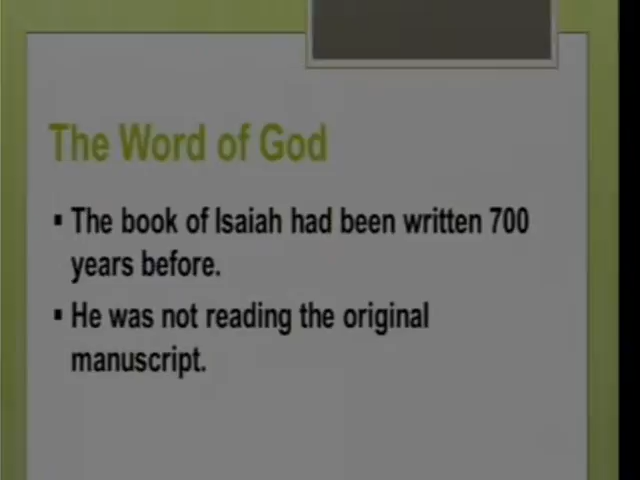 The Word of God
▪ The book of Isaiah had been written 700
years before.
▪ He was not reading the original
manuscript.